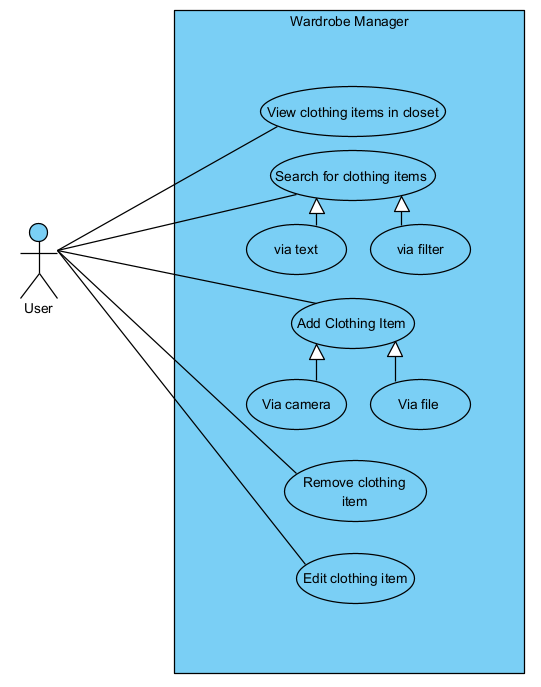 Wardrobe Manager
View clothing items in closet
Search for clothing items
via text
via filter
User
Add Clothing Item
Via camera
Via file
Remove clothing
item
Edit clothing item